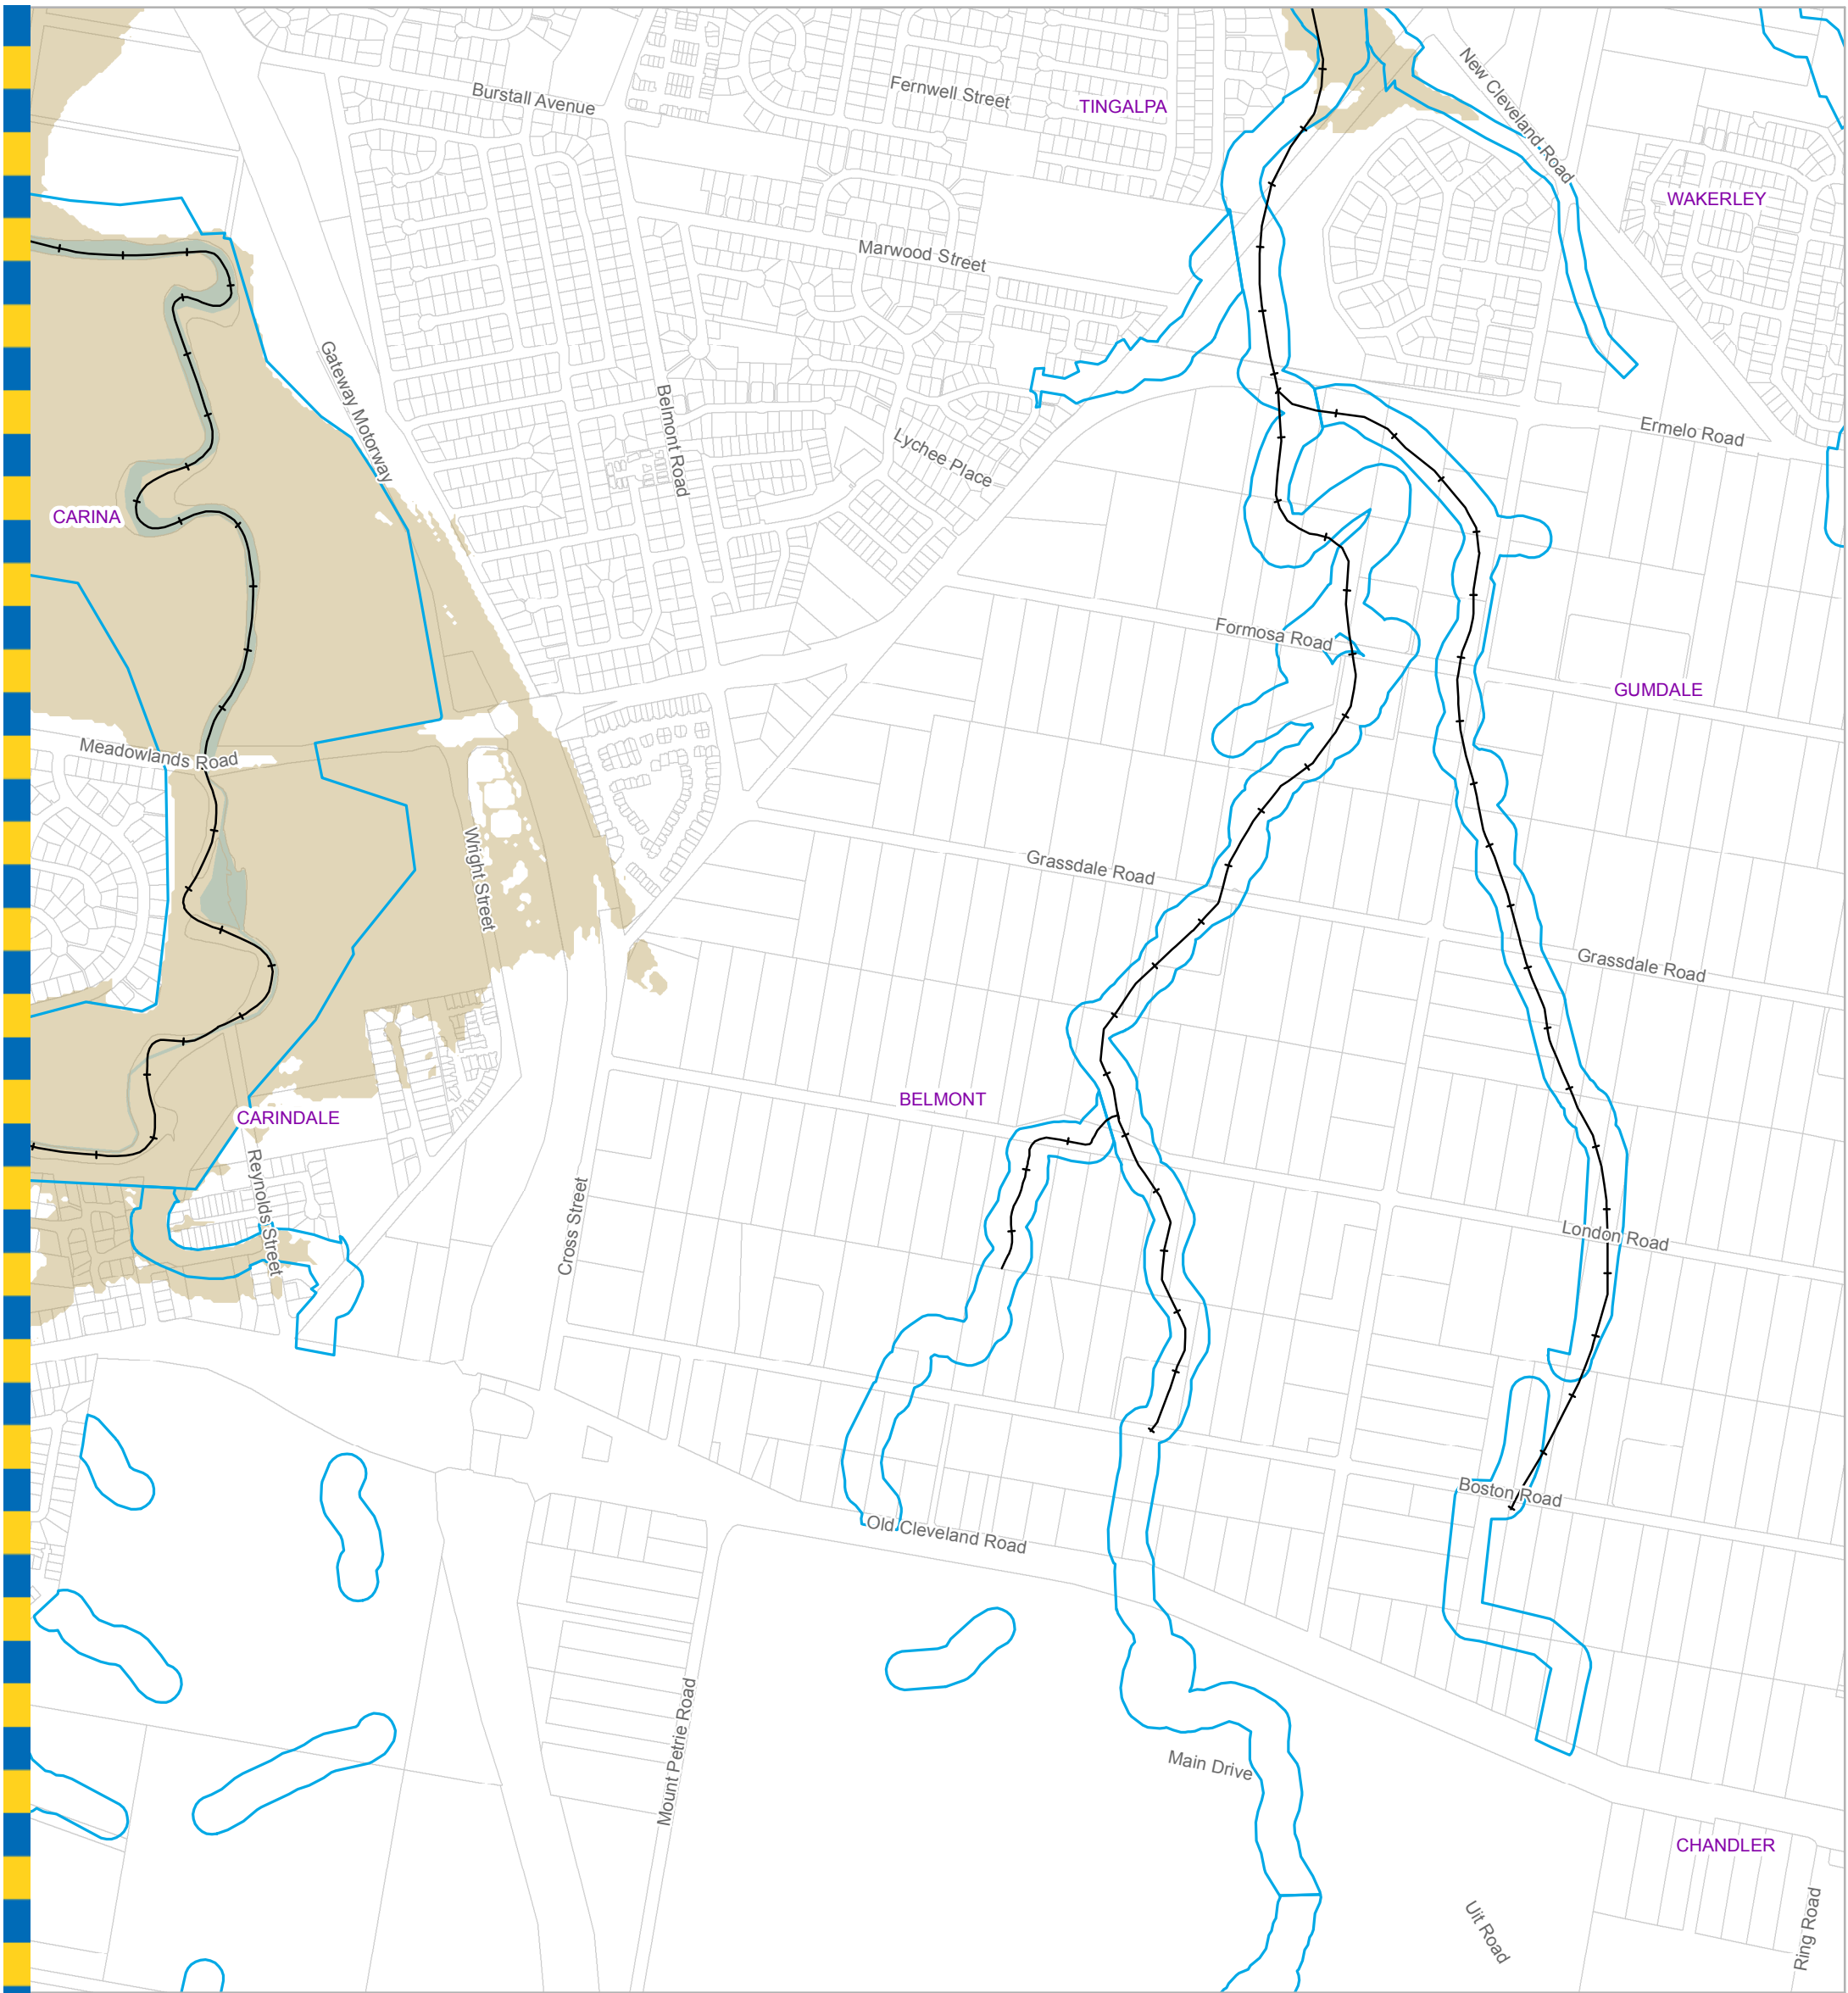 New Cleveland Road
Burstall Avenue
Fernwell Street
TINGALPA
WAKERLEY
Marwood Street
Gateway Motorway
Belmont Road
Ermelo Road
Lychee Place
CARINA
Formosa Road
GUMDALE
Meadowlands Road
Wright Street
Grassdale Road
Grassdale Road
BELMONT
CARINDALE
Reynolds Street
Cross Street
London Road
Boston Road
Old Cleveland Road
Mount Petrie Road
Main Drive
CHANDLER
Uit Road
Ring Road